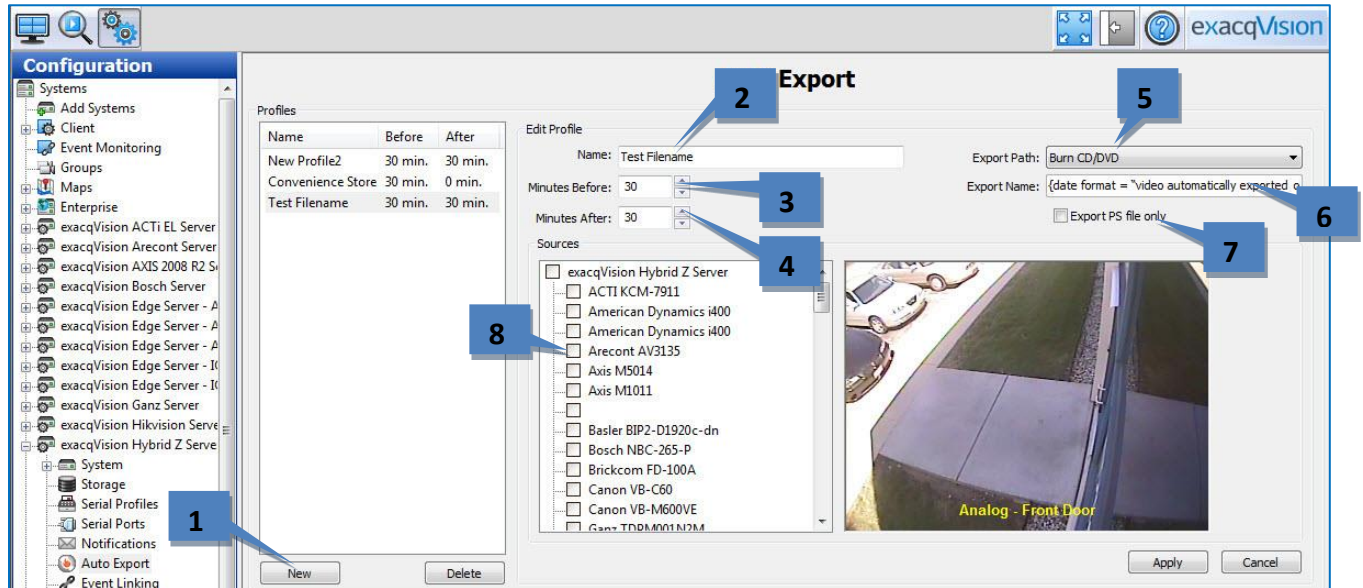 exacqVision
Configuration
Systems
Add Systems
Client
Event Monitoring
Groups
Maps
Enterprise
exacqVision ACTi EL Server
exacqVision Arecont Server
exacqVision AXIS 2008 R2 S
exacqVision Bosch Server
exacqVision Edge Server - A
exacqVision Edge Server - A
exacqVision Edge Server - A
exacqVision Edge Server - I
exacqVision Edge Server - I
exacqVision Ganz Server
exacqVision Hikvision Serve
exacqVision Hybrid Z Serve
System
Storage
Serial Profiles
Serial Ports
Notifications
Auto Export
Event Linking
1
Export
Profiles
Name Before After
New Profile2 30 min. 30 min.
Convenience Store 30 min. 0 min.
Test Filename 30 min. 30 min.
New Delete
2
5
Edit Profile
Name: Test Filename
Export Path: Burn CD/DVD
Minutes Before: 30
3
Export Name: {date format = "video automatically exported o
6
Minutes After: 30
4
Export PS file only
7
Sources
exacqVision Hybrid Z Server
ACTI KCM-7911
American Dynamics i400
American Dynamics i400
8
Arecont AV3135
Axis M5014
Axis M1011
Basler BIP2-D1920c-dn
Bosch NBC-265-P
Brickcom FD-100A
Canon VB-C60
Canon VB-M600VE
Ganz TDRM001N2M
Analog - Front Door
Apply Cancel